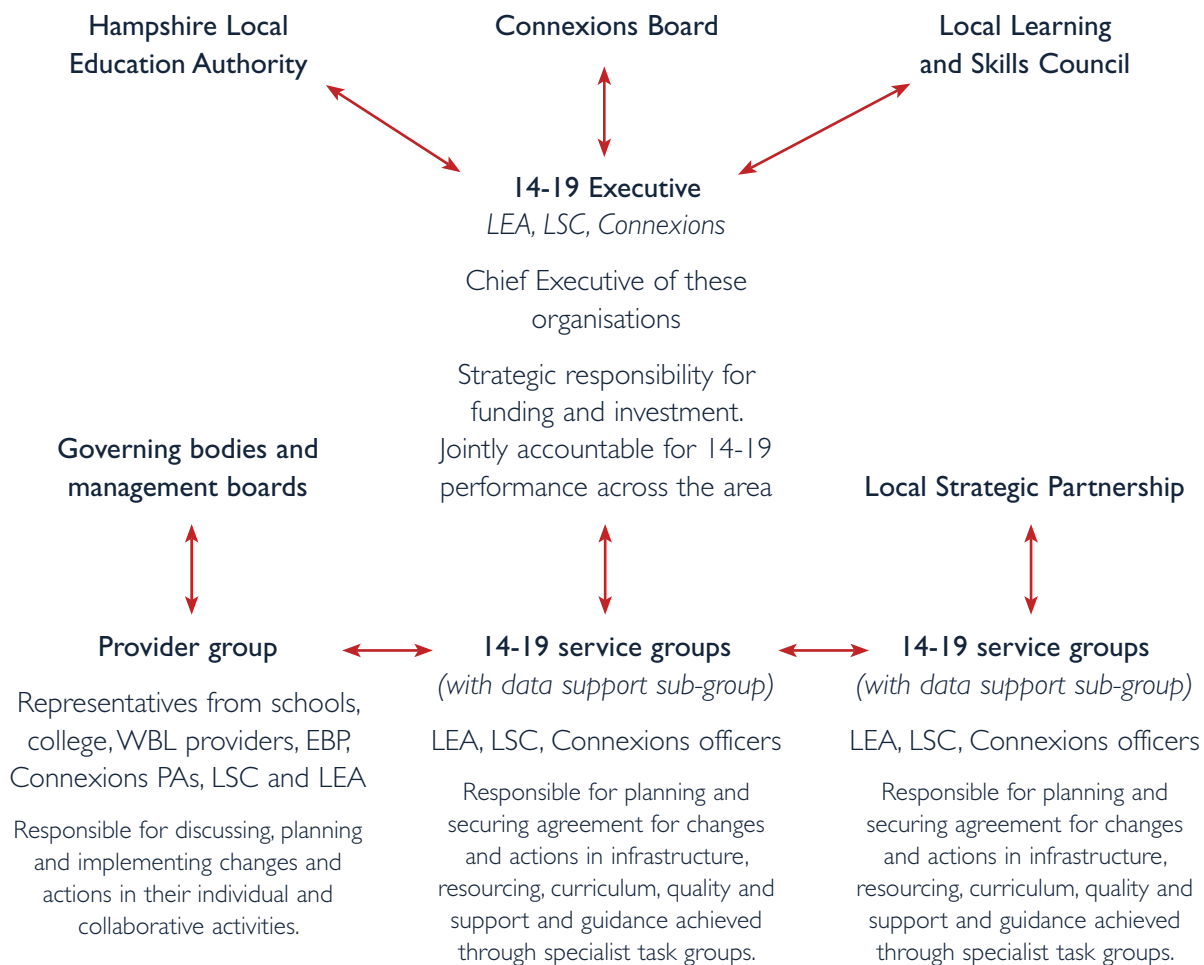 Hampshire Local
Education Authority
Connexions Board
Local Learning
and Skills Council
14-19 Executive
LEA, LSC, Connexions
Chief Executive of these
organisations
Strategic responsibility for
funding and investment.
Jointly accountable for 14-19
performance across the area
Governing bodies and
management boards
Local Strategic Partnership
Provider group
Representatives from schools,
college, WBL providers, EBP,
Connexions PAs, LSC and LEA
Responsible for discussing, planning
and implementing changes and
actions in their individual and
collaborative activities.
14-19 service groups
(with data support sub-group)
LEA, LSC, Connexions officers
Responsible for planning and
securing agreement for changes
and actions in infrastructure,
resourcing, curriculum, quality and
support and guidance achieved
through specialist task groups.
14-19 service groups
(with data support sub-group)
LEA, LSC, Connexions officers
Responsible for planning and
securing agreement for changes
and actions in infrastructure,
resourcing, curriculum, quality and
support and guidance achieved
through specialist task groups.